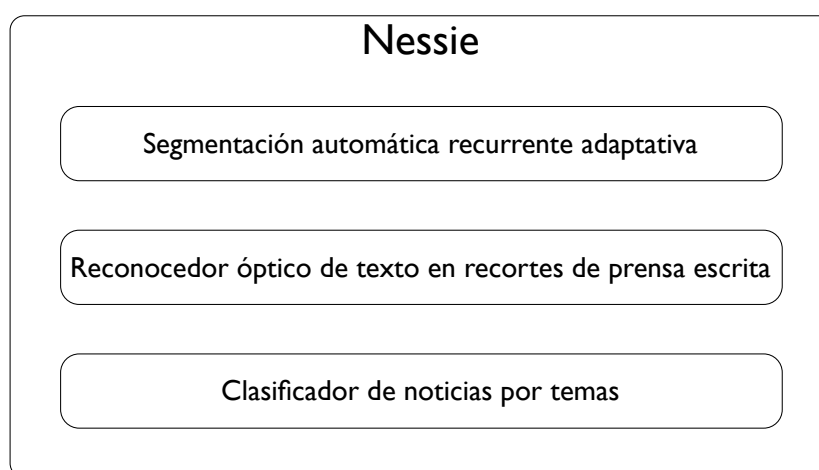 Nessie
Segmentación automática recurrente adaptativa
Reconocedor óptico de texto en recortes de prensa escrita
Clasificador de noticias por temas